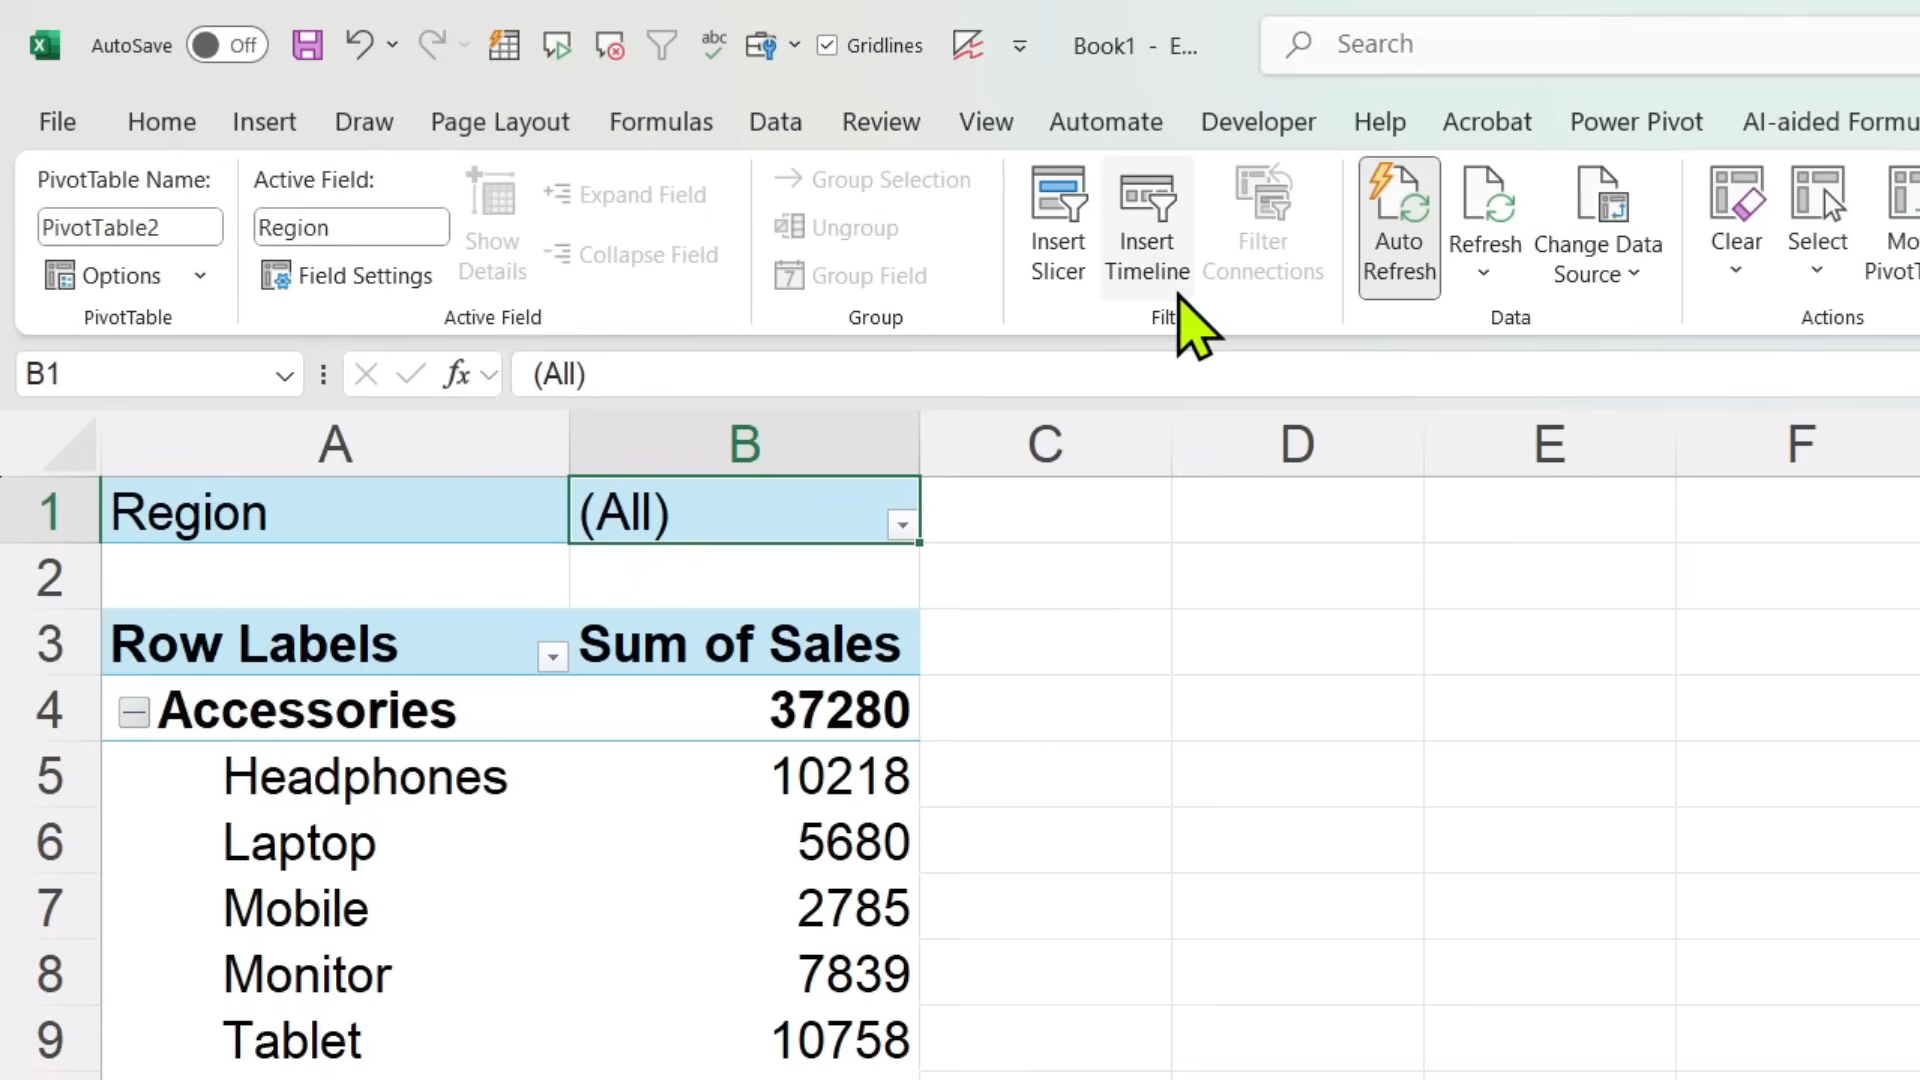 AutoSave Off abc Gridlines Book1 - E... Search
File Home Insert Draw Page Layout Formulas Data Review View Automate Developer Help Acrobat Power Pivot AI-aided Formu
PivotTable Name:
PivotTable2
Options
PivotTable
Active Field:
Region
Field Settings
Show
Details
Expand Field
Collapse Field
Active Field
Group Selection
Ungroup
7 Group Field
Group
Insert
Slicer
Insert
Timeline
Filter
Connections
Filt
Auto
Refresh
Refresh
Change Data
Source
Data
Clear
Select
Mo
PivotT
Actions
B1 fx (All)
A B C D E F
1 Region (All)
2
3 Row Labels Sum of Sales
4 Accessories 37280
5 Headphones 10218
6 Laptop 5680
7 Mobile 2785
8 Monitor 7839
9 Tablet 10758